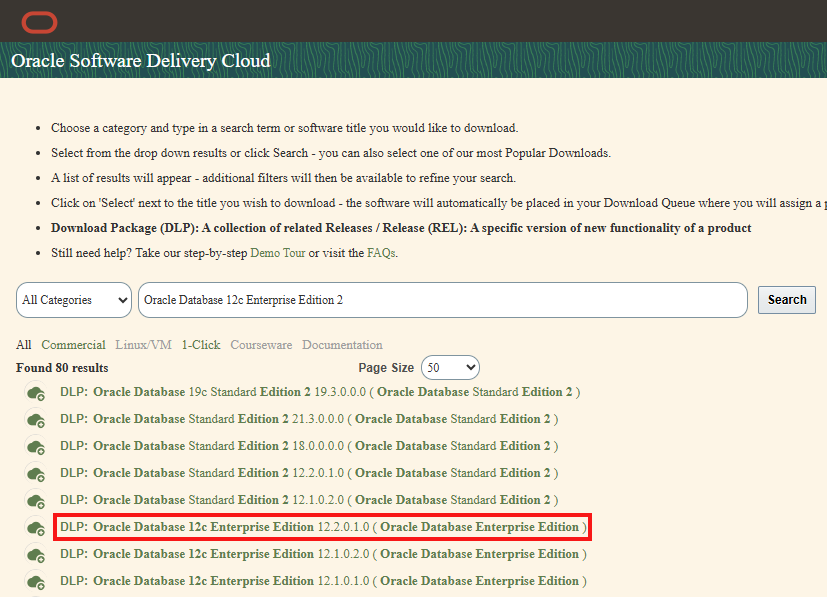 Oracle Software Delivery Cloud
Choose a category and type in a search term or software title you would like to download.
Select from the drop down results or click Search - you can also select one of our most Popular Downloads.
A list of results will appear - additional filters will then be available to refine your search.
Click on 'Select' next to the title you wish to download - the software will automatically be placed in your Download Queue where you will assign a
Download Package (DLP): A collection of related Releases / Release (REL): A specific version of new functionality of a product
Still need help? Take our step-by-step Demo Tour or visit the FAQs.
All Categories Oracle Database 12c Enterprise Edition 2 Search
All Commercial Linux/VM 1-Click Courseware Documentation
Found 80 results Page Size 50
DLP: Oracle Database 19c Standard Edition 2 19.3.0.0.0 ( Oracle Database Standard Edition 2 )
DLP: Oracle Database Standard Edition 2 21.3.0.0.0 ( Oracle Database Standard Edition 2 )
DLP: Oracle Database Standard Edition 2 18.0.0.0.0 ( Oracle Database Standard Edition 2 )
DLP: Oracle Database Standard Edition 2 12.2.0.1.0 ( Oracle Database Standard Edition 2 )
DLP: Oracle Database Standard Edition 2 12.1.0.2.0 ( Oracle Database Standard Edition 2 )
DLP: Oracle Database 12c Enterprise Edition 12.2.0.1.0 ( Oracle Database Enterprise Edition )
DLP: Oracle Database 12c Enterprise Edition 12.1.0.2.0 ( Oracle Database Enterprise Edition )
DLP: Oracle Database 12c Enterprise Edition 12.1.0.1.0 ( Oracle Database Enterprise Edition )